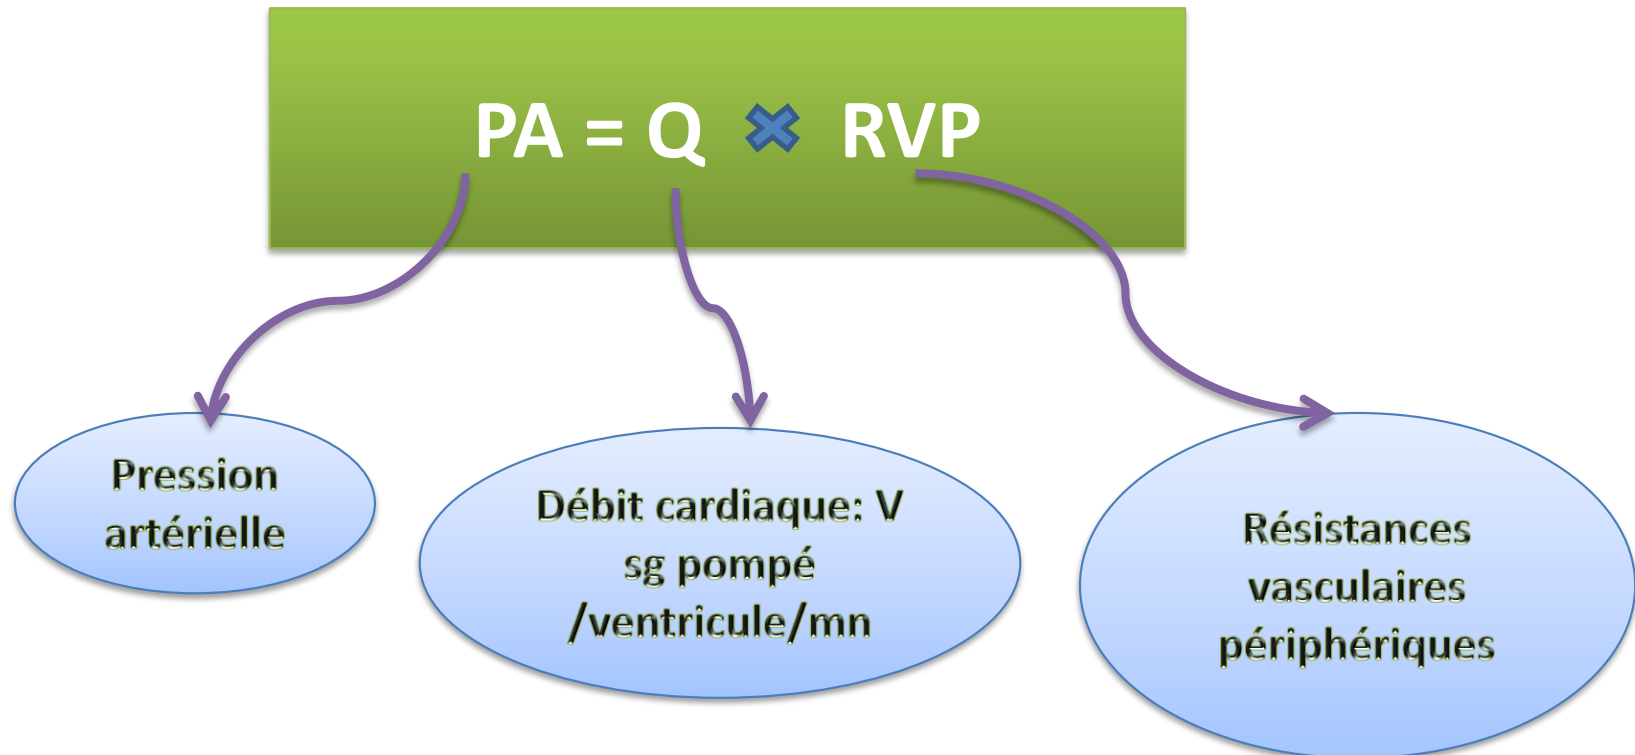 PA = Q ✖ RVP
Pression
artérielle
Débit cardiaque: V
sg pompé
/ventricule/mn
Résistances
vasculaires
périphériques